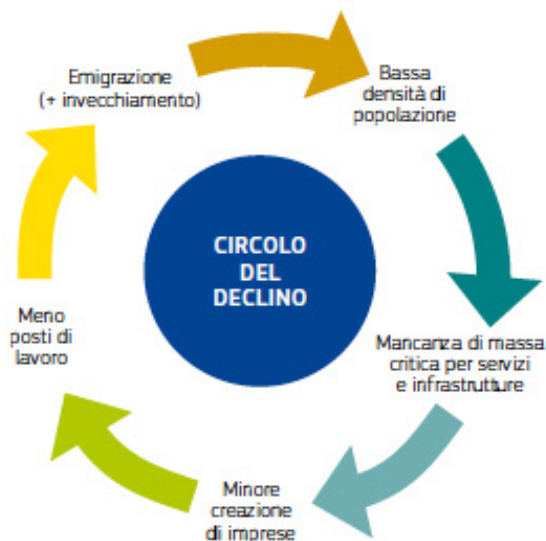 Emigrazione
(+ invecchiamento)
Bassa
densità di
popolazione
CIRCOLO
DEL
DECLINO
Mancanza di massa
critica per servizi
e infrastrutture
Minore
creazione
di imprese
Meno
posti di
lavoro